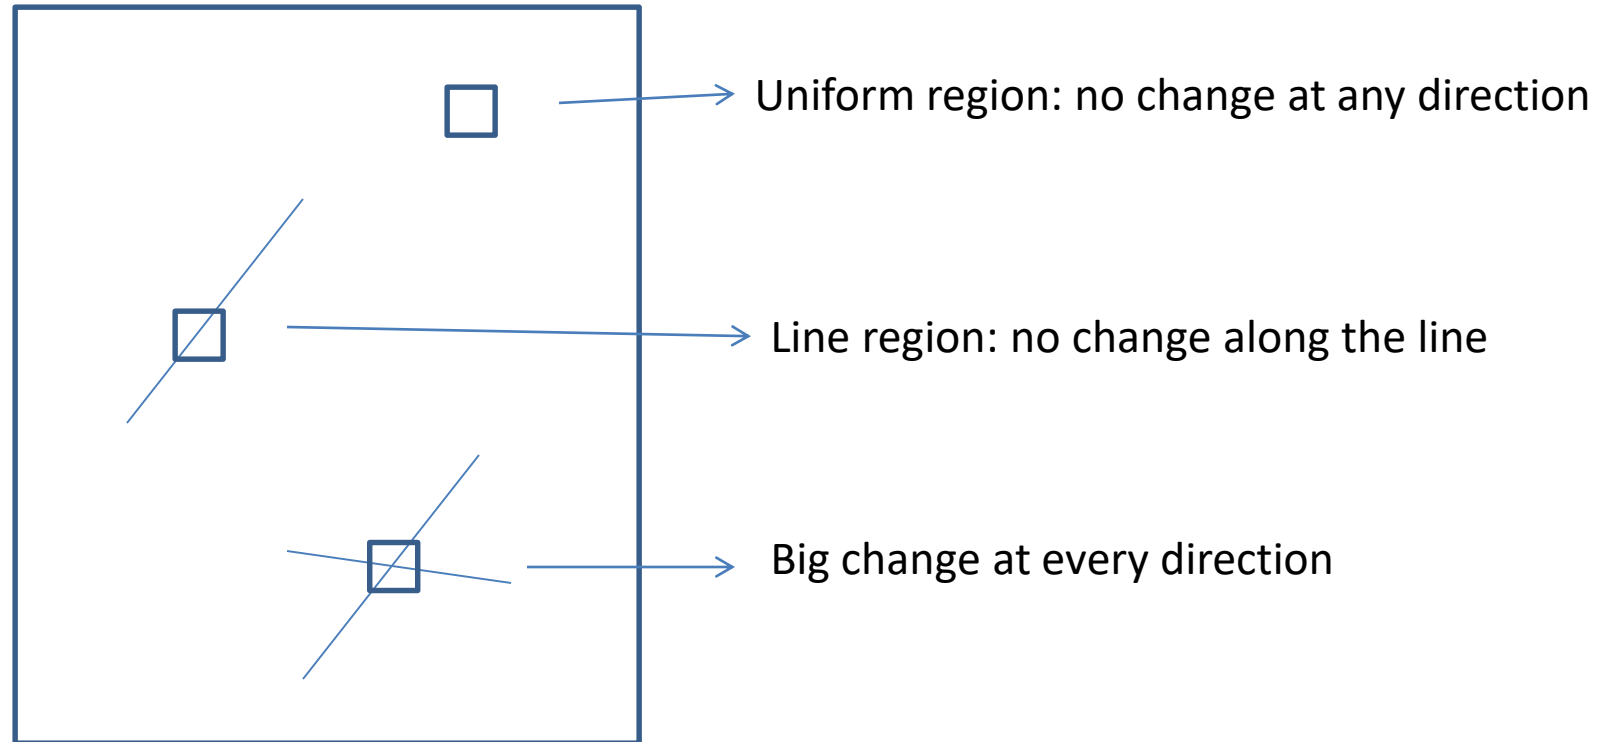 Uniform region: no change at any direction
Line region: no change along the line
Big change at every direction